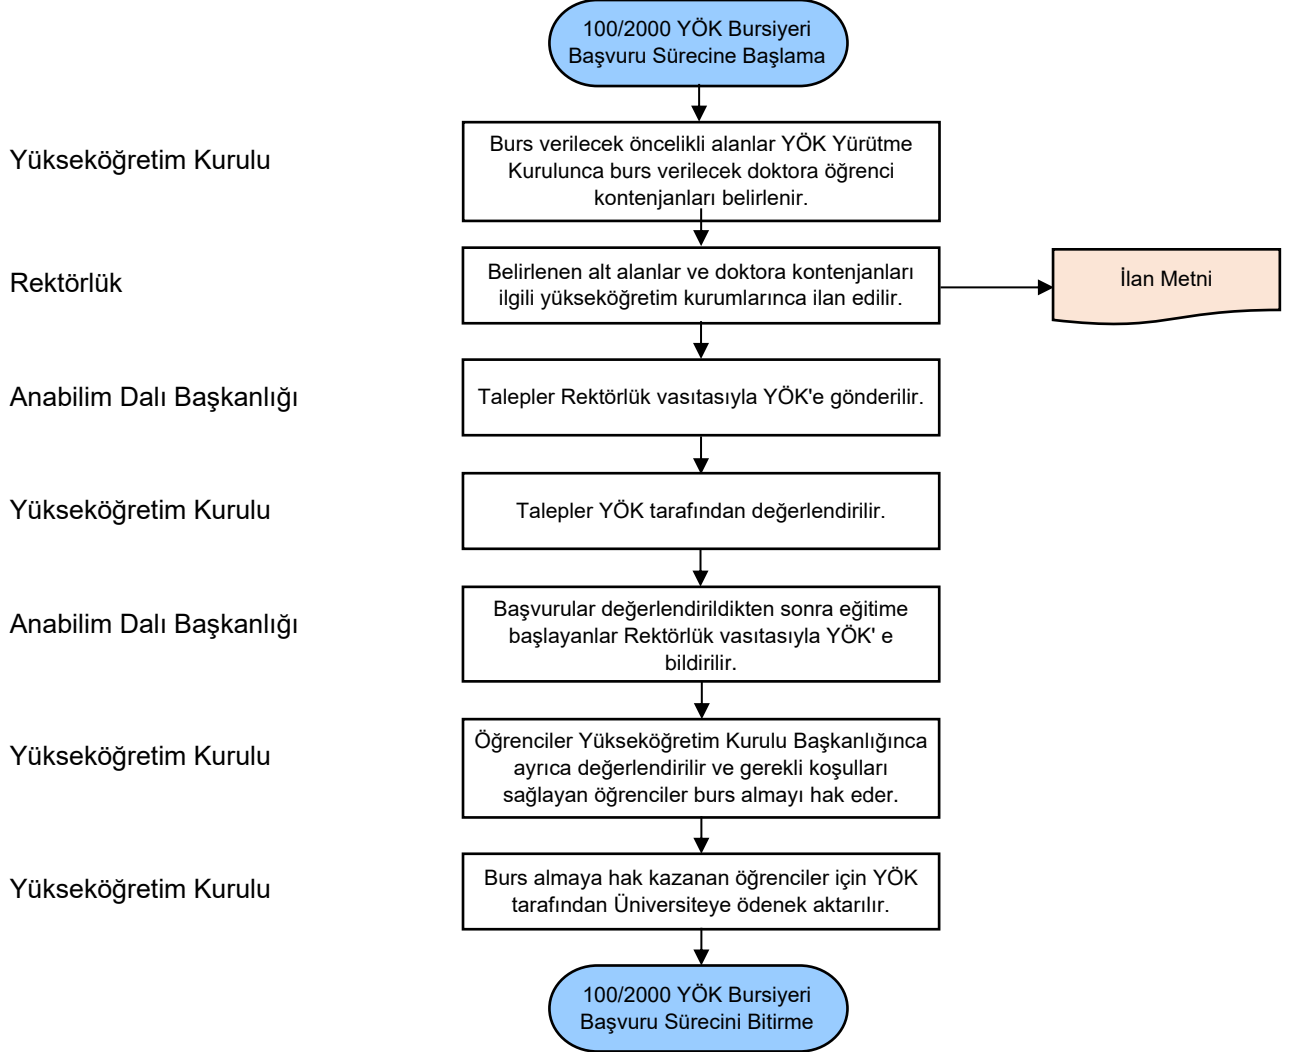 100/2000 YÖK Bursiyeri
Başvuru Sürecine Başlama
Yükseköğretim Kurulu
Burs verilecek öncelikli alanlar YÖK Yürütme
Kurulunca burs verilecek doktora öğrenci
kontenjanları belirlenir.
Rektörlük
Belirlenen alt alanlar ve doktora kontenjanları
ilgili yükseköğretim kurumlarınca ilan edilir.
İlan Metni
Anabilim Dalı Başkanlığı
Talepler Rektörlük vasıtasıyla YÖK'e gönderilir.
Yükseköğretim Kurulu
Talepler YÖK tarafından değerlendirilir.
Anabilim Dalı Başkanlığı
Başvurular değerlendirildikten sonra eğitime
başlayanlar Rektörlük vasıtasıyla YÖK' e
bildirilir.
Yükseköğretim Kurulu
Öğrenciler Yükseköğretim Kurulu Başkanlığınca
ayrıca değerlendirilir ve gerekli koşulları
sağlayan öğrenciler burs almayı hak eder.
Yükseköğretim Kurulu
Burs almaya hak kazanan öğrenciler için YÖK
tarafından Üniversiteye ödenek aktarılır.
100/2000 YÖK Bursiyeri
Başvuru Sürecini Bitirme